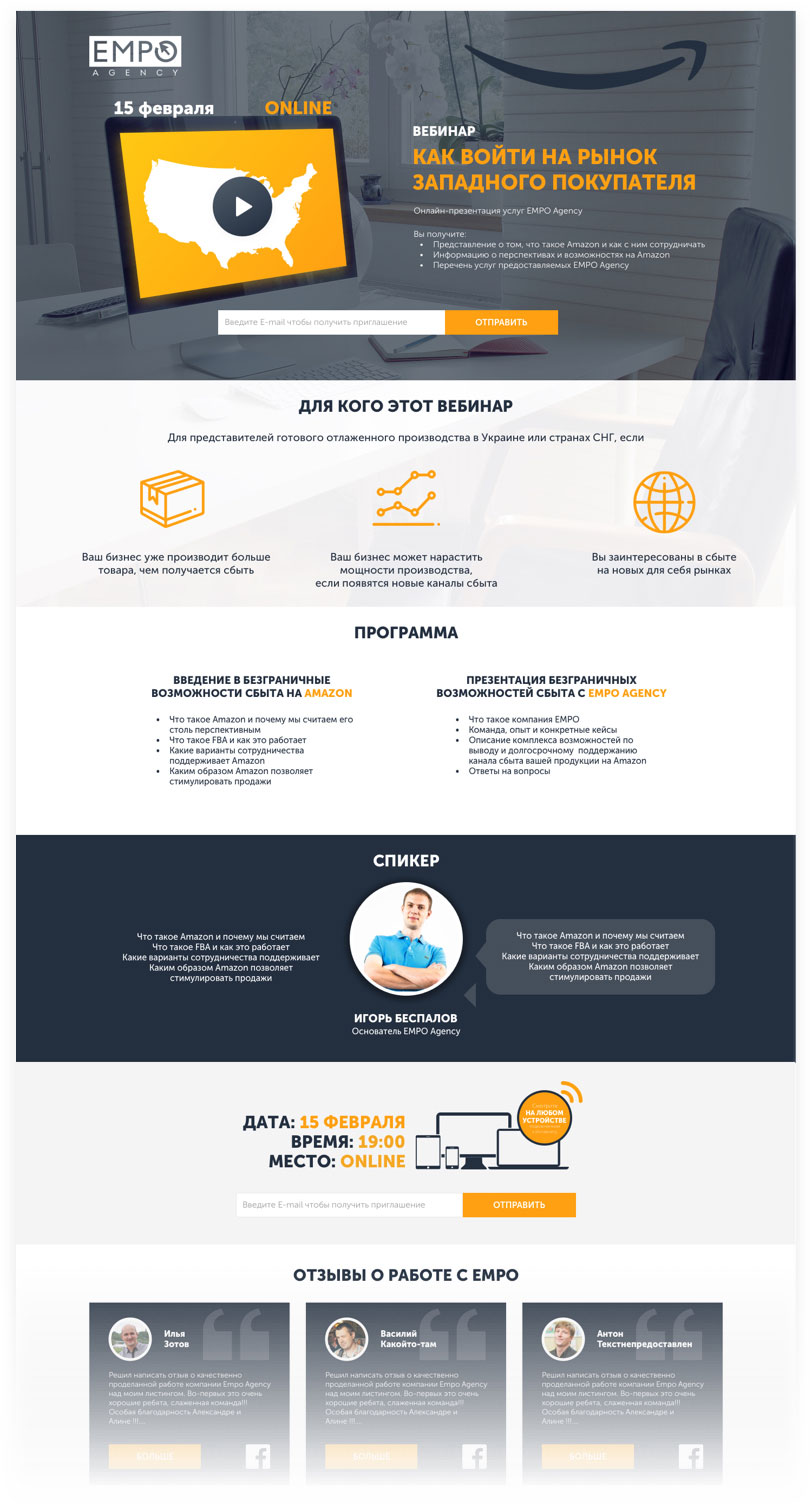 EMPO
AGENCY
15 февраля
ONLINE
ВЕБИНАР
КАК ВОЙТИ НА РЫНОК
ЗАПАДНОГО ПОКУПАТЕЛЯ
Онлайн-презентация услуг EMPO Agency
Вы получите:
• Представление о том, что такое Amazon и как с ним сотрудничать
• Информацию о перспективах и возможностях на Amazon
• Перечень услуг предоставляемых EMPO Agency
Введите E-mail чтобы получить приглашение
ОТПРАВИТЬ
ДЛЯ КОГО ЭТОТ ВЕБИНАР
Для представителей готового отлаженного производства в Украине или странах СНГ, если
Ваш бизнес уже производит больше
товара, чем получается сбыть
Ваш бизнес может нарастить
мощности производства,
если появятся новые каналы сбыта
Вы заинтересованы в сбыте
на новых для себя рынках
ПРОГРАММА
ВВЕДЕНИЕ В БЕЗГРАНИЧНЫЕ
ВОЗМОЖНОСТИ СБЫТА НА AMAZON
• Что такое Amazon и почему мы считаем его
столь перспективным
• Что такое FBA и как это работает
• Какие варианты сотрудничества
поддерживает Amazon
• Каким образом Amazon позволяет
стимулировать продажи
ПРЕЗЕНТАЦИЯ БЕЗГРАНИЧНЫХ
ВОЗМОЖНОСТЕЙ СБЫТА С EMPO AGENCY
• Что такое компания EMPO
• Команда, опыт и конкретные кейсы
• Описание комплекса возможностей по
выводу и долгосрочному поддержанию
канала сбыта вашей продукции на Amazon
• Ответы на вопросы
СПИКЕР
Что такое Amazon и почему мы считаем
Что такое FBA и как это работает
Какие варианты сотрудничества поддерживает
Каким образом Amazon позволяет
стимулировать продажи
Что такое Amazon и почему мы считаем
Что такое FBA и как это работает
Какие варианты сотрудничества поддерживает
Каким образом Amazon позволяет
стимулировать продажи
ИГОРЬ БЕСПАЛОВ
Основатель EMPO Agency
ДАТА: 15 ФЕВРАЛЯ
ВРЕМЯ: 19:00
МЕСТО: ONLINE
НА ЛЮБОМ
УСТРОЙСТВЕ
Введите E-mail чтобы получить приглашение
ОТПРАВИТЬ
ОТЗЫВЫ О РАБОТЕ С EMPO
Илья
Зотов
Решил написать отзыв о качественно
проделанной работе компании Empo Agency
над моим листингом. Во-первых это очень
хорошие ребята, слаженная команда!!!
Особая благодарность Александре и
Алине !!!...
БОЛЬШЕ
Василий
Какойто-там
Решил написать отзыв о качественно
проделанной работе компании Empo Agency
над моим листингом. Во-первых это очень
хорошие ребята, слаженная команда!!!
Особая благодарность Александре и
Алине !!!...
БОЛЬШЕ
Антон
Текстнепредоставлен
Решил написать отзыв о качественно
проделанной работе компании Empo Agency
над моим листингом. Во-первых это очень
хорошие ребята, слаженная команда!!!
Особая благодарность Александре и
Алине !!!...
БОЛЬШЕ